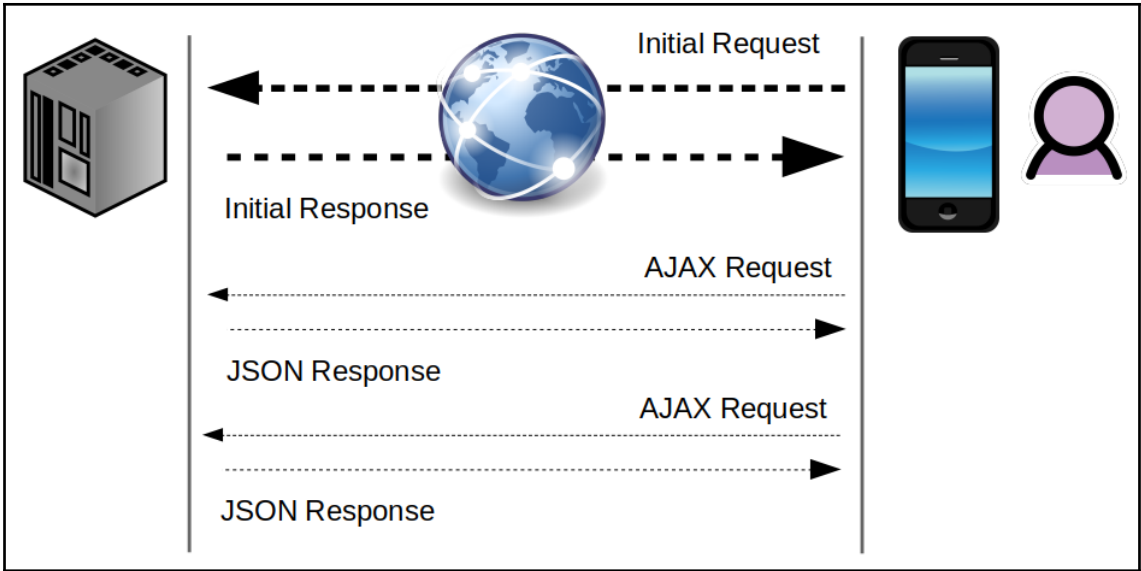 Initial Request
Initial Response
AJAX Request
JSON Response
AJAX Request
JSON Response